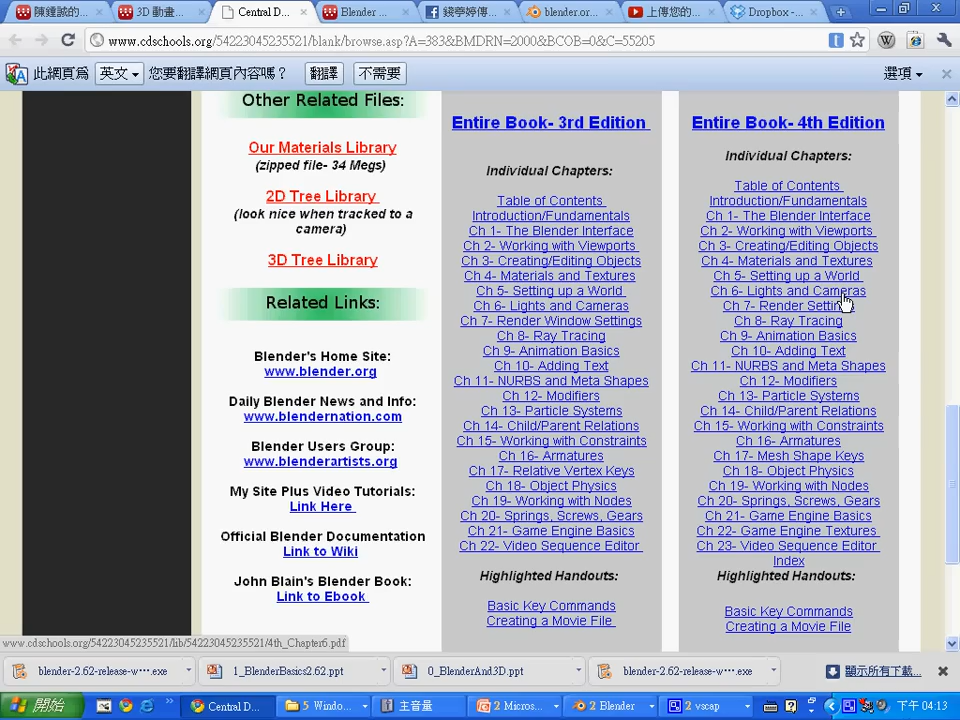 陳鍾誠的
3D 動畫...
Central D...
Blender ...
錢寧婷傳...
blender.or...
上傳您的...
Dropbox -...
www.cdschools.org/54223045235521/blank/browse.asp?A=383&BMDRN=2000&BCOB=0&C=55205
此網頁為 英文 您要翻譯網頁內容嗎？ 翻譯 不需要 選項
Other Related Files:
Our Materials Library
(zipped file- 34 Megs)
2D Tree Library
(look nice when tracked to a
camera)
3D Tree Library
Related Links:
Blender's Home Site:
www.blender.org
Daily Blender News and Info:
www.blendernation.com
Blender Users Group:
www.blenderartists.org
My Site Plus Video Tutorials:
Link Here
Official Blender Documentation
Link to Wiki
John Blain's Blender Book:
Link to Ebook
Entire Book- 3rd Edition
Individual Chapters:
Table of Contents
Introduction/Fundamentals
Ch 1- The Blender Interface
Ch 2- Working with Viewports
Ch 3- Creating/Editing Objects
Ch 4- Materials and Textures
Ch 5- Setting up a World
Ch 6- Lights and Cameras
Ch 7- Render Window Settings
Ch 8- Ray Tracing
Ch 9- Animation Basics
Ch 10- Adding Text
Ch 11- NURBS and Meta Shapes
Ch 12- Modifiers
Ch 13- Particle Systems
Ch 14- Child/Parent Relations
Ch 15- Working with Constraints
Ch 16- Armatures
Ch 17- Relative Vertex Keys
Ch 18- Object Physics
Ch 19- Working with Nodes
Ch 20- Springs, Screws, Gears
Ch 21- Game Engine Basics
Ch 22- Video Sequence Editor
Highlighted Handouts:
Basic Key Commands
Creating a Movie File
Entire Book- 4th Edition
Individual Chapters:
Table of Contents
Introduction/Fundamentals
Ch 1- The Blender Interface
Ch 2- Working with Viewports
Ch 3- Creating/Editing Objects
Ch 4- Materials and Textures
Ch 5- Setting up a World
Ch 6- Lights and Cameras
Ch 7- Render Settings
Ch 8- Ray Tracing
Ch 9- Animation Basics
Ch 10- Adding Text
Ch 11- NURBS and Meta Shapes
Ch 12- Modifiers
Ch 13- Particle Systems
Ch 14- Child/Parent Relations
Ch 15- Working with Constraints
Ch 16- Armatures
Ch 17- Mesh Shape Keys
Ch 18- Object Physics
Ch 19- Working with Nodes
Ch 20- Springs, Screws, Gears
Ch 21- Game Engine Basics
Ch 22- Game Engine Textures
Ch 23- Video Sequence Editor
Index
Highlighted Handouts:
Basic Key Commands
Creating a Movie File
www.cdschools.org/54223045235521/lib/54223045235521/4th_Chapter6.pdf
blender-2.62-release-w....exe
1_BlenderBasics2.62.ppt
0_BlenderAnd3D.ppt
blender-2.62-release-w....exe
顯示所有下載...
開始
Central D...
5 Windo...
主音量
2 Micros...
2 Blender
2 vscap
下午 04:13